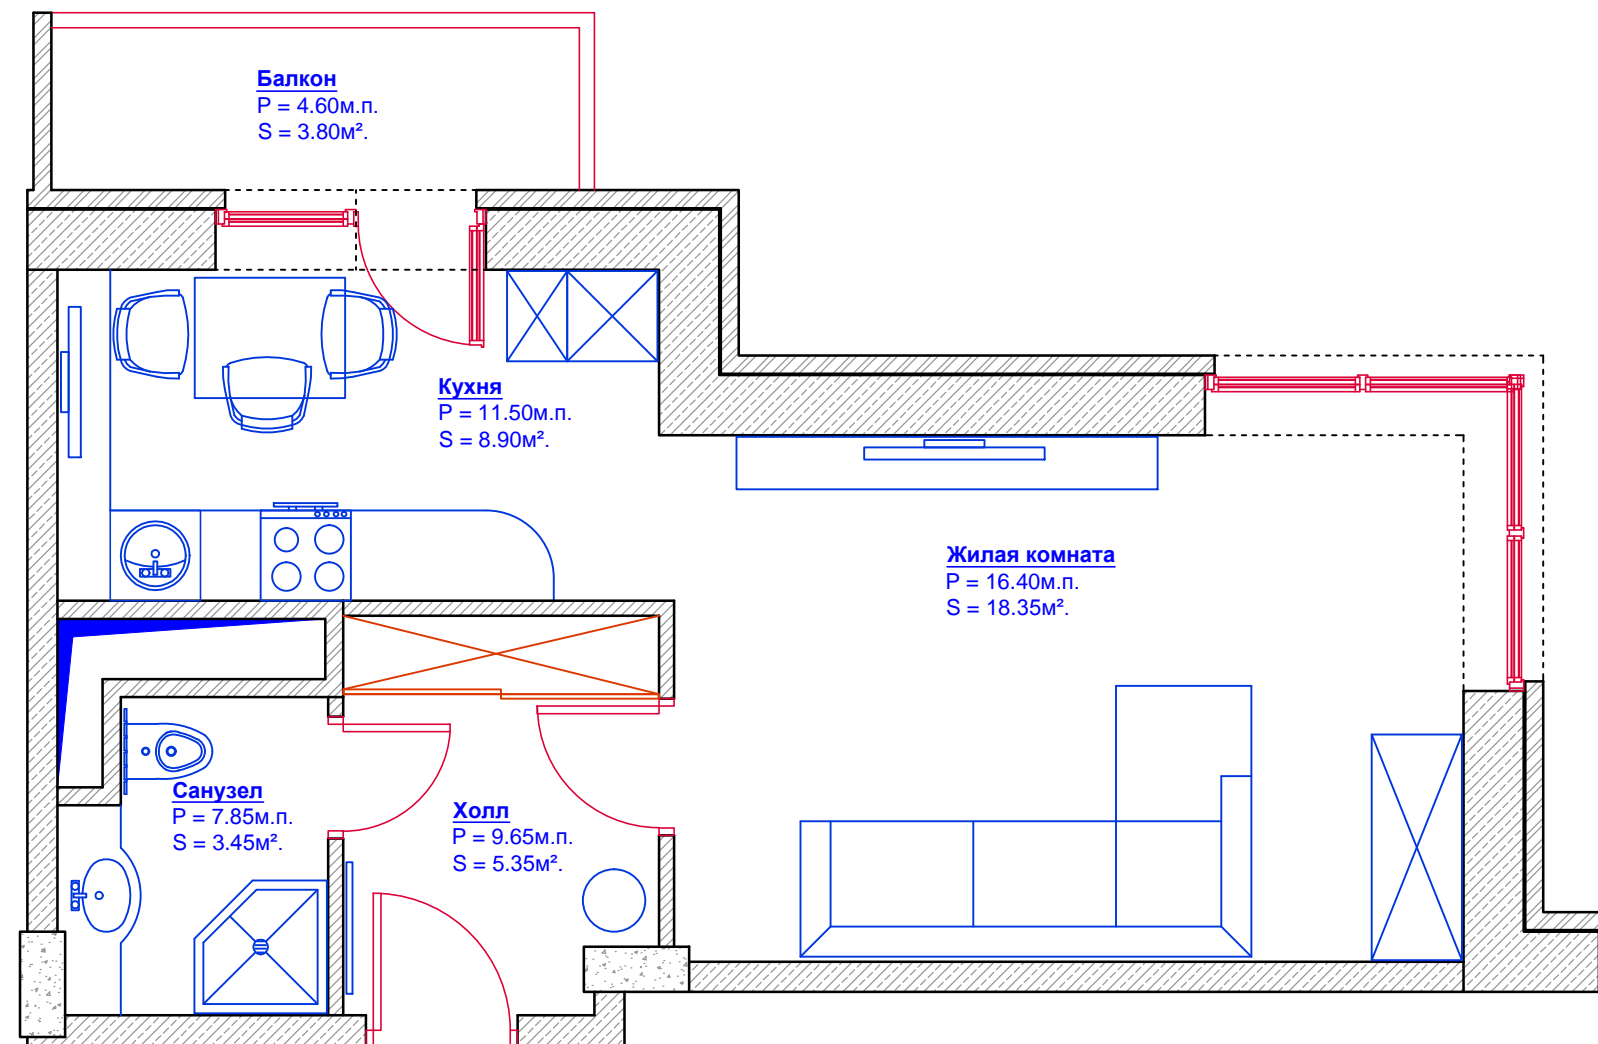 Балкон
P = 4.60м.п.
S = 3.80м².
Кухня
P = 11.50м.п.
S = 8.90м².
Жилая комната
P = 16.40м.п.
S = 18.35м².
Санузел
P = 7.85м.п.
S = 3.45м².
Холл
P = 9.65м.п.
S = 5.35м².